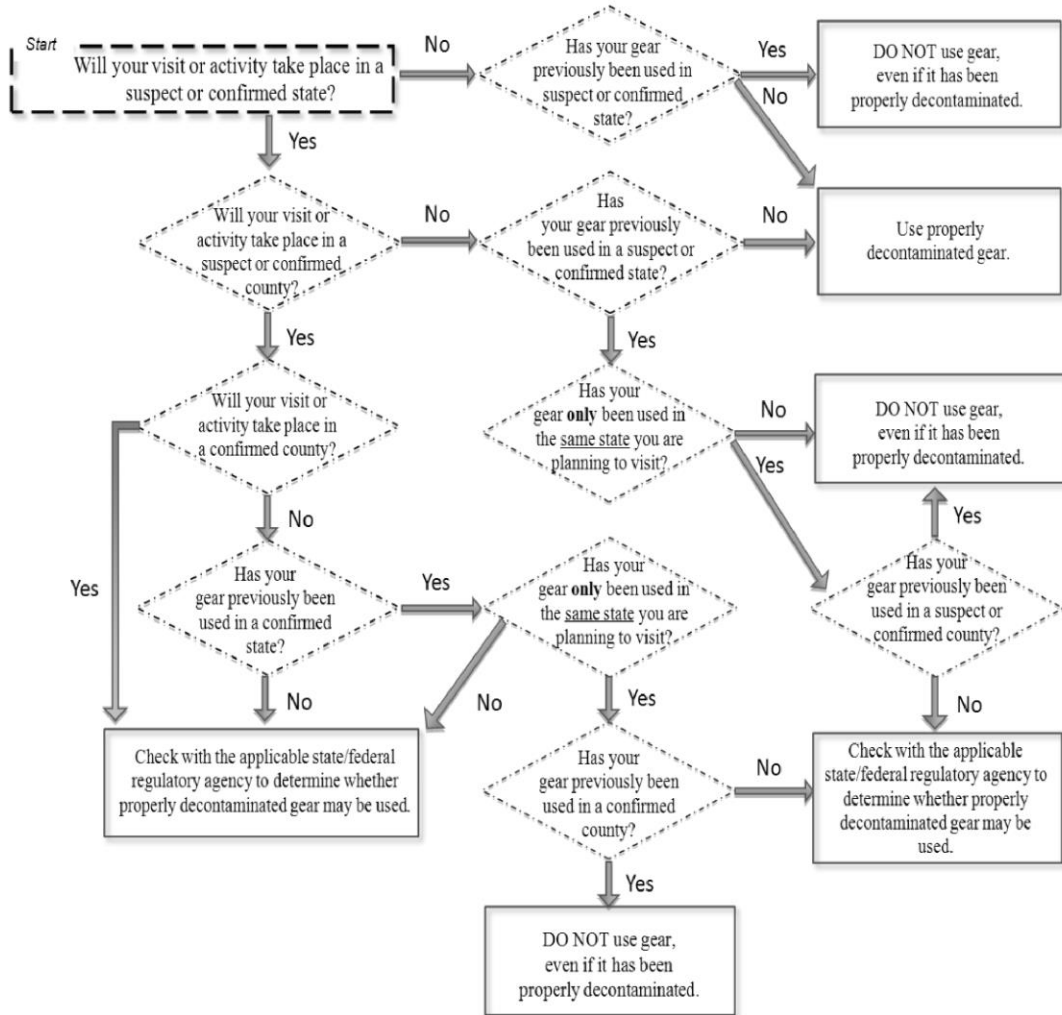 Start
Will your visit or activity take place in a
suspect or confirmed state?
No
Has your gear
previously been used in
suspect or confirmed
state?
Yes
DO NOT use gear,
even if it has been
properly decontaminated.
No
Yes
Will your visit or
activity take place in a
suspect or confirmed
county?
No
Has
your gear previously
been used in a suspect or
confirmed state?
No
Use properly
decontaminated gear.
Yes
Yes
Will your visit or
activity take place in
a confirmed county?
Has your
gear only been used in
the same state you are
planning to visit?
No
DO NOT use gear,
even if it has been
properly decontaminated.
Yes
Yes
No
Yes
Has your
gear previously been
used in a confirmed
state?
Yes
Has your
gear only been used in
the same state you are
planning to visit?
Has your
gear previously been
used in a suspect or
confirmed county?
No
No
Yes
No
Check with the applicable state/federal
regulatory agency to determine whether
properly decontaminated gear may be used.
Has your
gear previously been
used in a confirmed
county?
No
Check with the applicable
state/federal regulatory agency to
determine whether properly
decontaminated gear may be
used.
Yes
DO NOT use gear,
even if it has been
properly decontaminated.